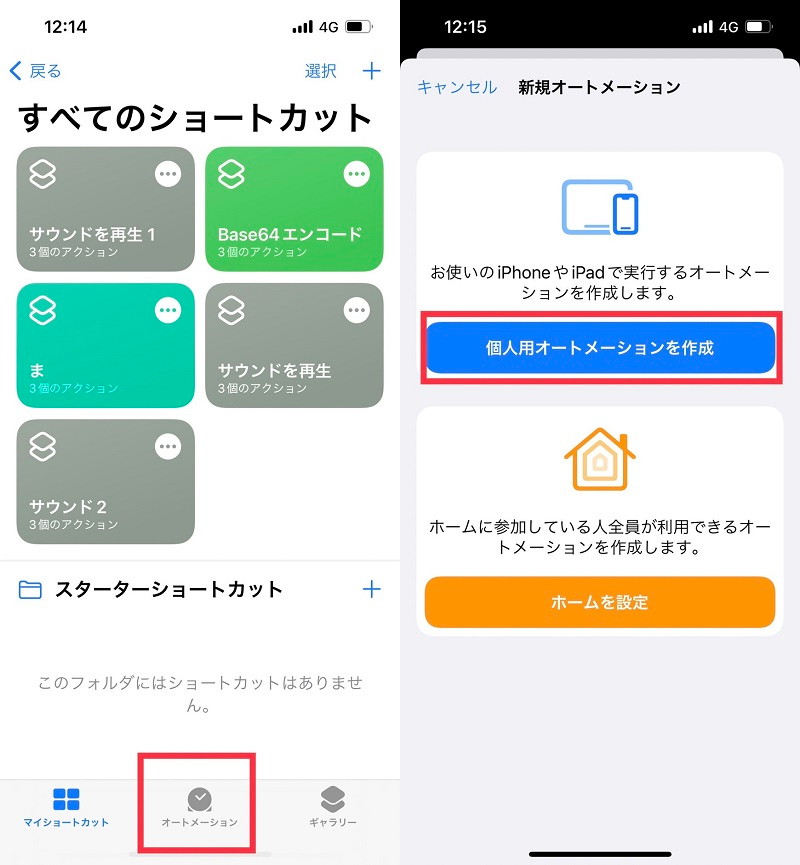 12:14
4G
戻る
選択
すべてのショートカット
サウンドを再生 1
3個のアクション
Base64エンコード
3個のアクション
ま
3個のアクション
サウンドを再生
3個のアクション
サウンド 2
3個のアクション
スターターショートカット
このフォルダにはショートカットはありませ
ん。
マイショートカット
オートメーション
ギャラリー
12:15
4G
キャンセル
新規オートメーション
お使いのiPhoneやiPadで実行するオートメー
ションを作成します。
個人用オートメーションを作成
ホームに参加している人全員が利用できるオー
トメーションを作成します。
ホームを設定